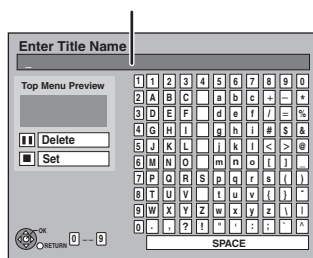 Enter Title Name
_
Top Menu Preview
Delete
Set
1 1 2 3 4 5 6 7 8 9 0
2 A B C a b c + - *
3 D E F d e f / = %
4 G H I g h i # $ &
5 J K L j k l < > @
6 M N O m n o [ ] _
7 P Q R S p q r s ( )
8 T U V t u v { } ~
9 W X Y Z w x y z \ |
0 . , ? ! " ' : ; ` ^
SPACE
OK
RETURN
0 -- 9